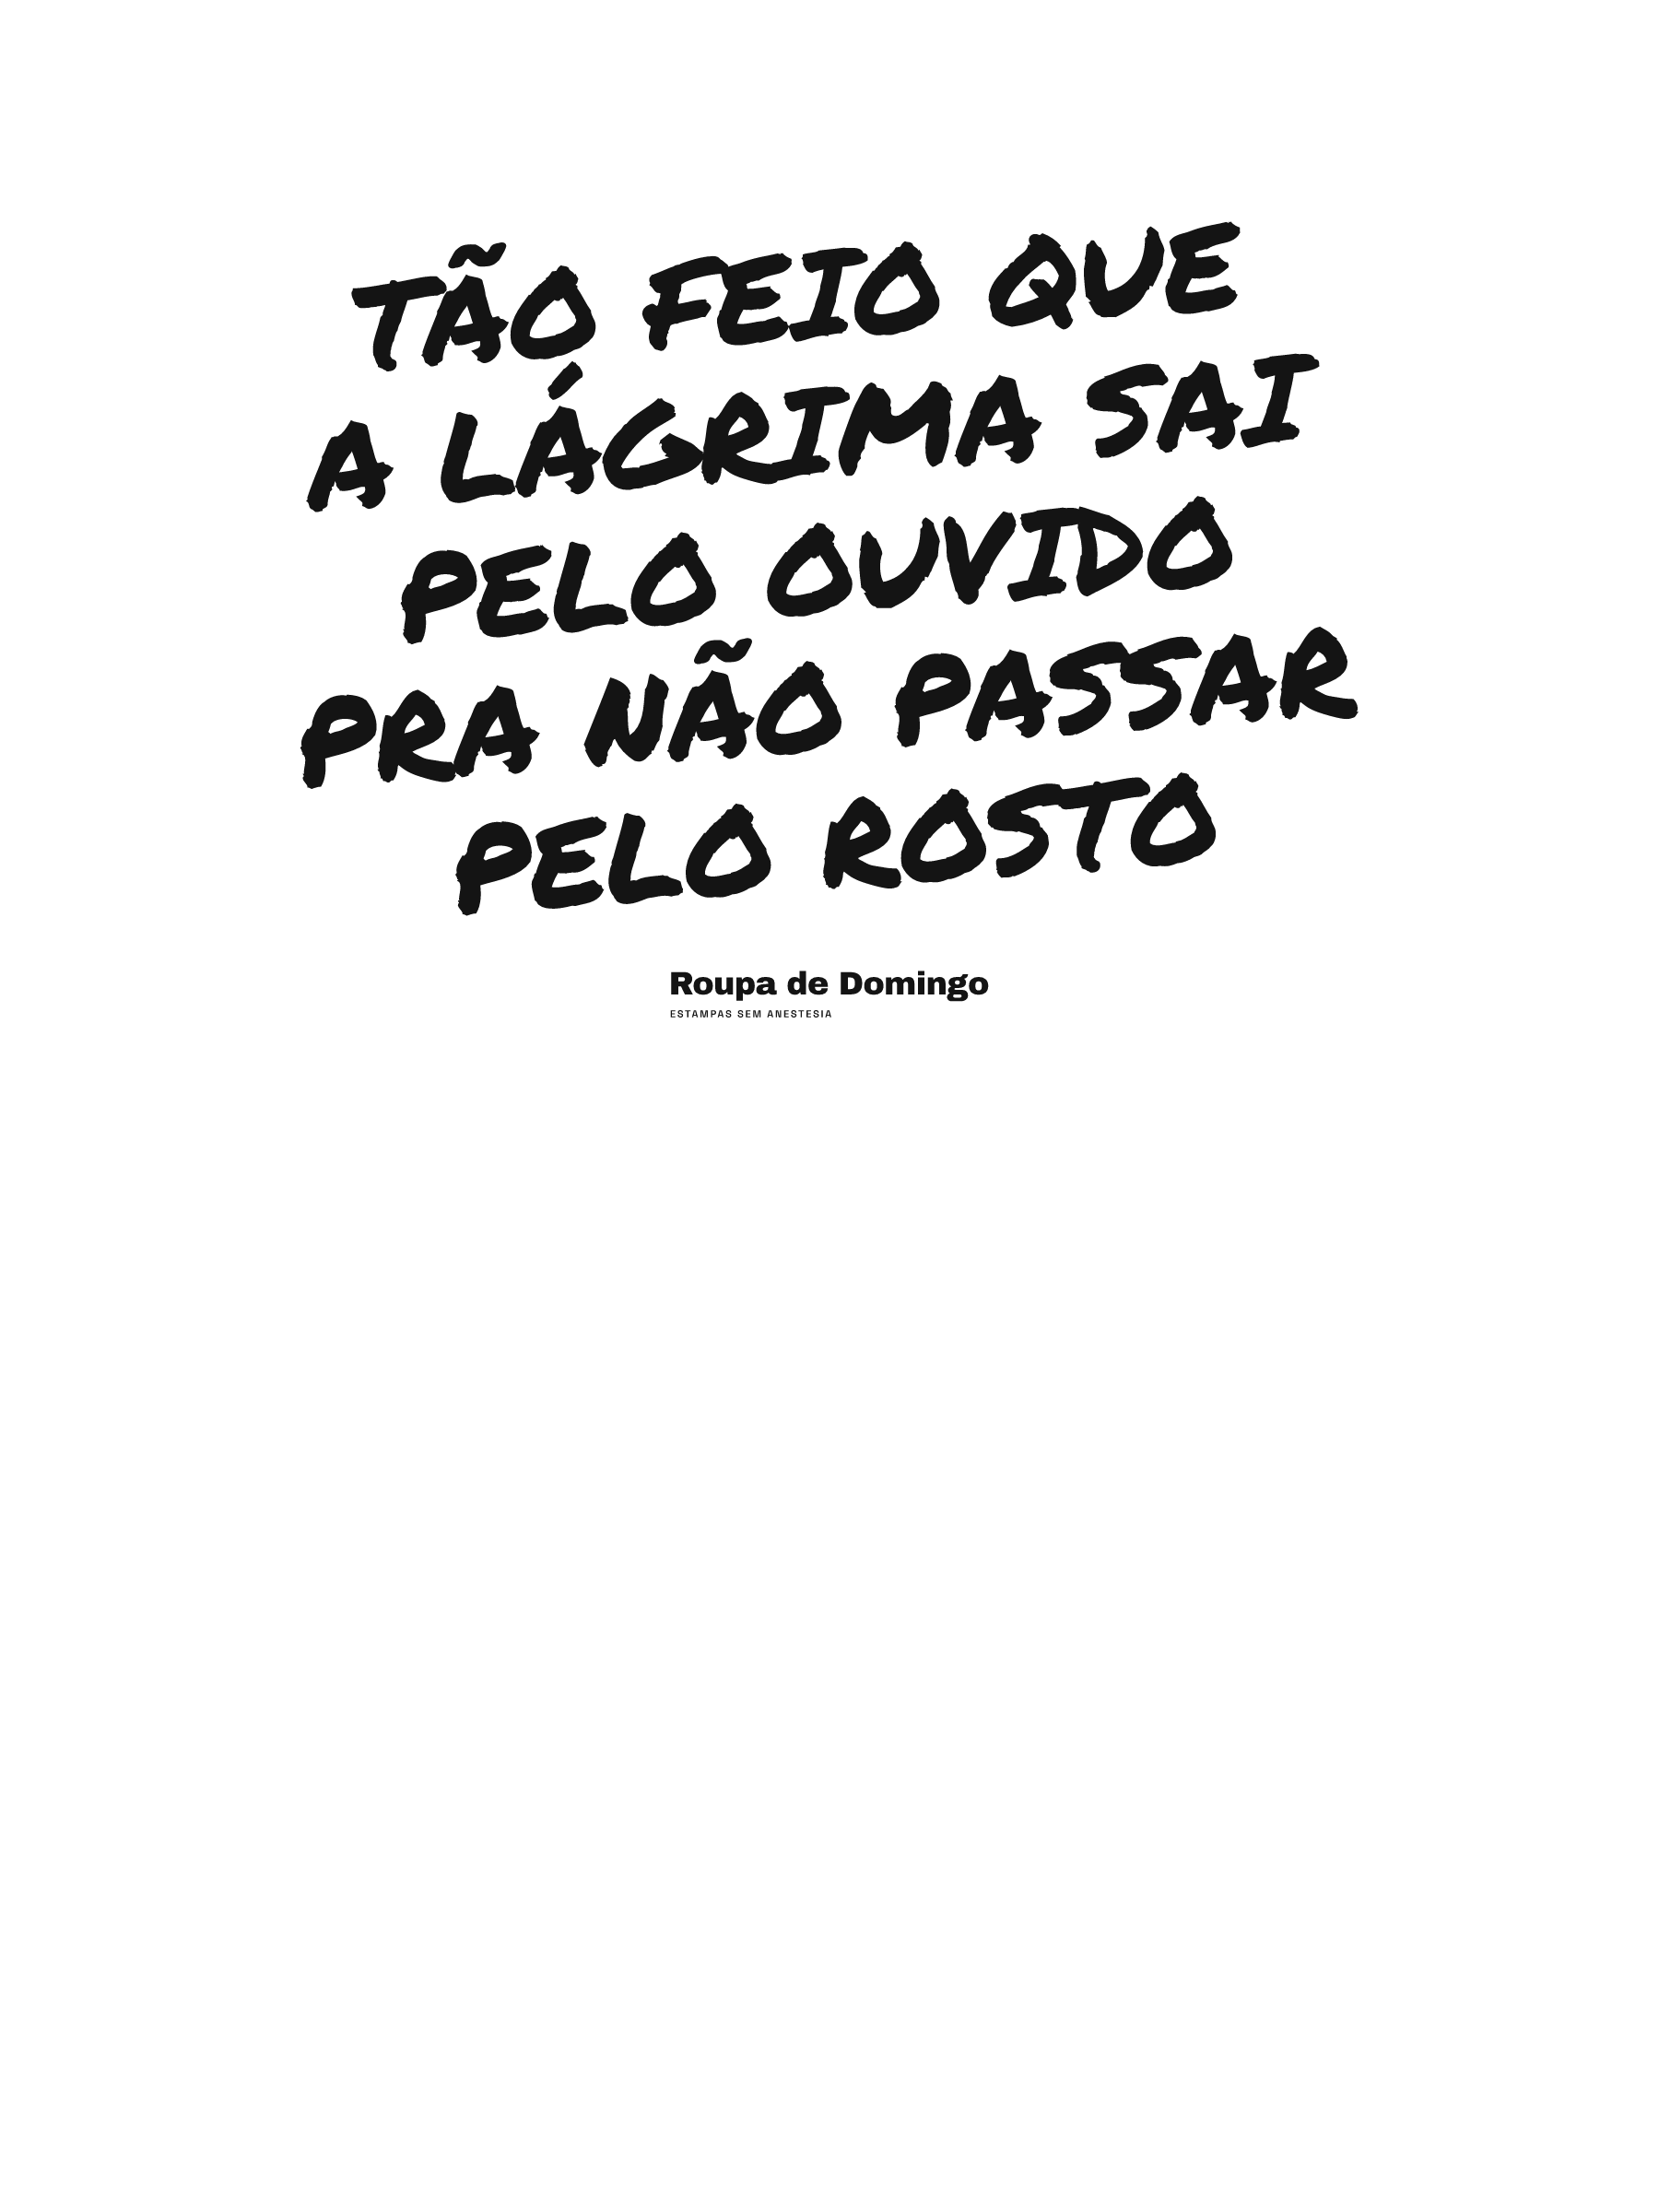 TÃO FEIO QUE
A LÁGRIMA SAI
PELO OUVIDO
PRA NÃO PASSAR
PELO ROSTO
Roupa de Domingo
ESTAMPAS SEM ANESTESIA